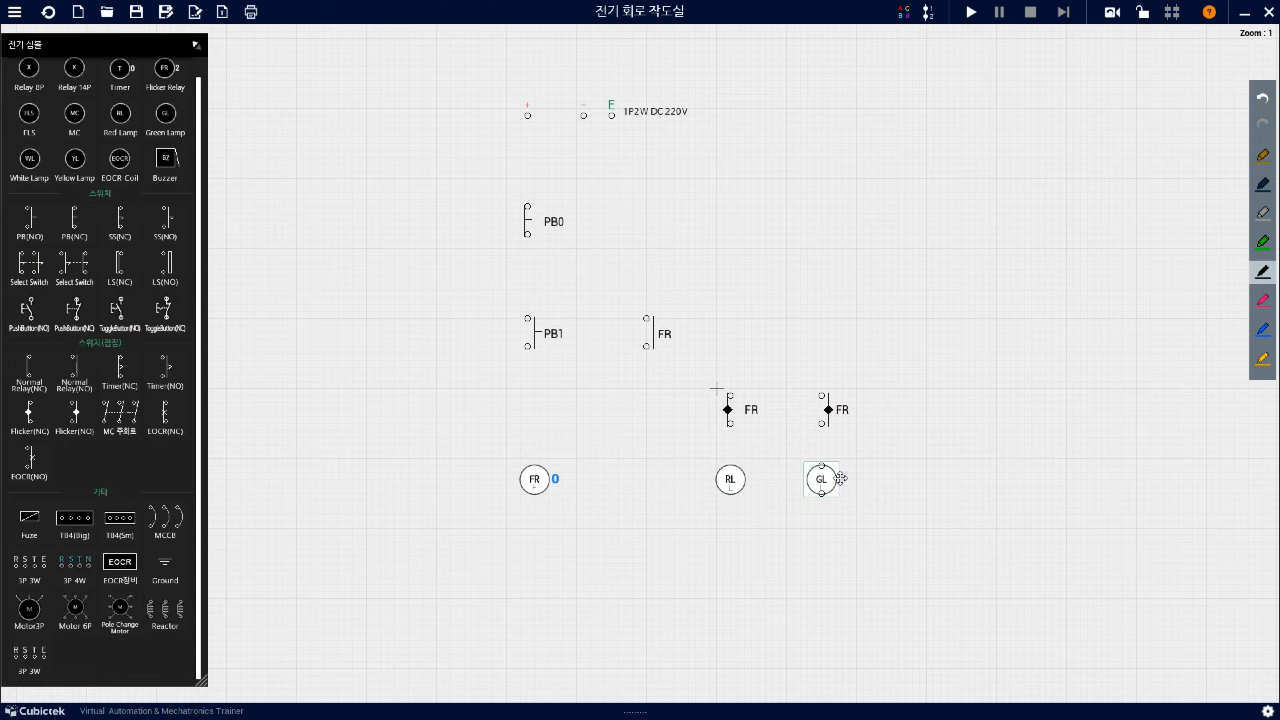 전기 회로 작도실
Zoom : 1
전기 심볼
X X T 0 FR 2
Relay 8P Relay 14P Timer Flicker Relay
FLS MC RL GL
FLS MC Red Lamp Green Lamp
WL YL EOCR BZ
White Lamp Yellow Lamp EOCR Coil Buzzer
스위치
PB(NO) PB(NC) SS(NC) SS(NO)
Select Switch Select Switch LS(NC) LS(NO)
PushButton(NO) PushButton(NC) ToggleButton(NO) ToggleButton(NC)
스위치(접점)
Normal Relay(NC) Normal Relay(NO) Timer(NC) Timer(NO)
Flicker(NC) Flicker(NO) MC 주회로 EOCR(NC)
EOCR(NO)
기타
Fuze TB4(Big) TB4(Sm) MCCB
R S T E R S T N EOCR
3P 3W 3P 4W EOCR장비 Ground
M M M
Motor3P Motor 6P Pole Change Motor Reactor
R S T E
3P 3W
+ − E 1P2W DC 220V
PB0
PB1 FR
FR FR
FR 0 RL L GL L
Cubictek Virtual Automation & Mechatronics Trainer